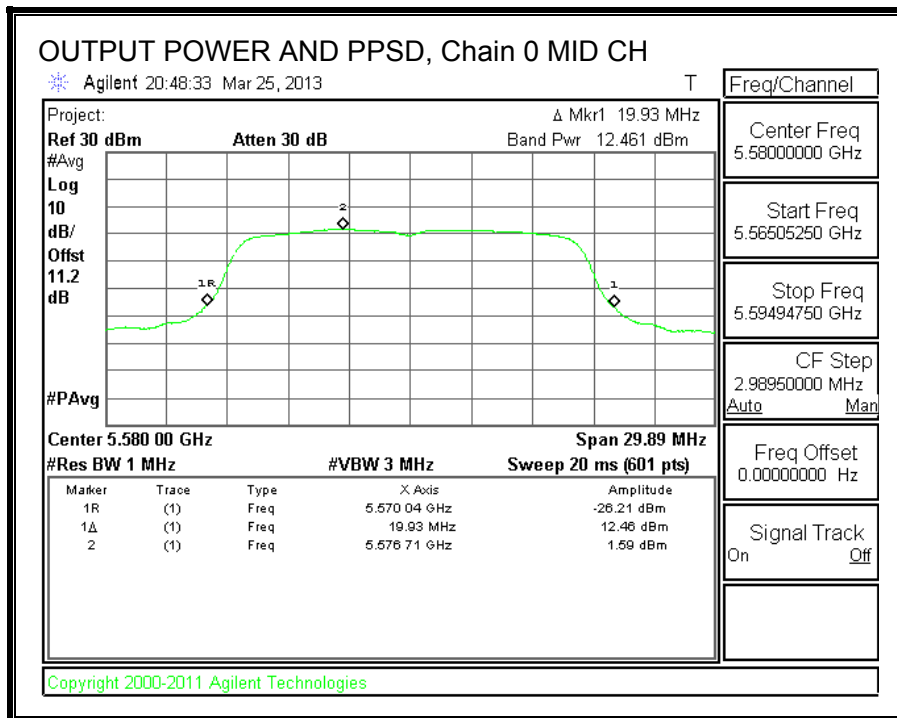 OUTPUT POWER AND PPSD, Chain 0 MID CH
Agilent 20:48:33 Mar 25, 2013 T
Freq/Channel
Project:
Δ Mkr1 19.93 MHz
Ref 30 dBm Atten 30 dB Band Pwr 12.461 dBm
#Avg
Log
10
dB/
Offst
11.2
dB
#PAvg
2
1R
1
Center 5.580 00 GHz Span 29.89 MHz
#Res BW 1 MHz #VBW 3 MHz Sweep 20 ms (601 pts)
Marker Trace Type X Axis Amplitude
1R (1) Freq 5.570 04 GHz -26.21 dBm
1Δ (1) Freq 19.93 MHz 12.46 dBm
2 (1) Freq 5.576 71 GHz 1.59 dBm
Center Freq
5.58000000 GHz
Start Freq
5.56505250 GHz
Stop Freq
5.59494750 GHz
CF Step
2.98950000 MHz
Auto Man
Freq Offset
0.00000000 Hz
Signal Track
On Off
Copyright 2000-2011 Agilent Technologies